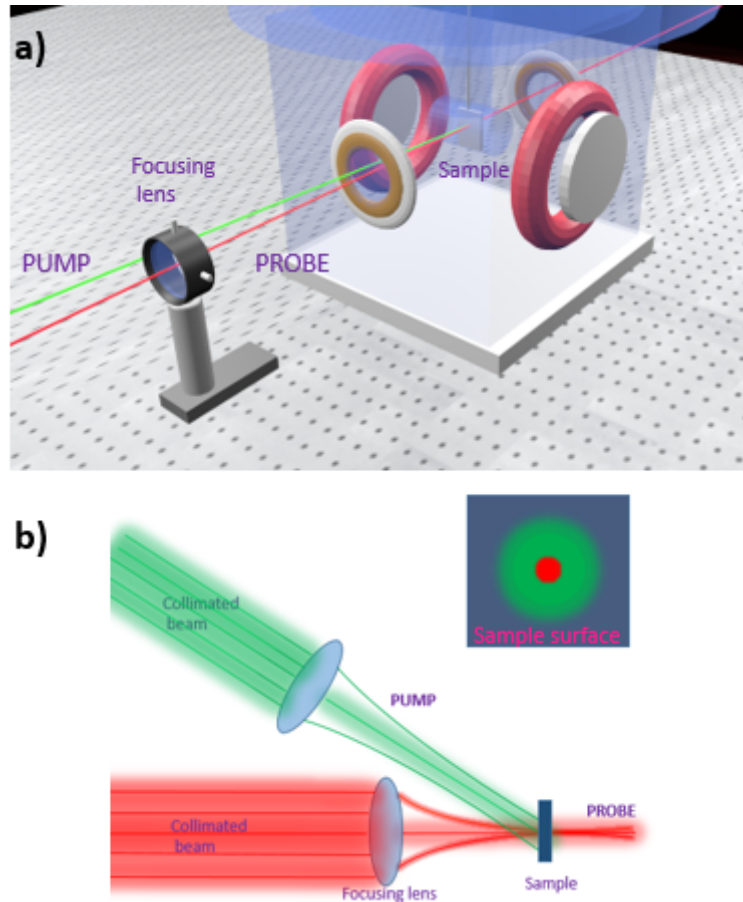 a)
Focusing
lens
Sample
PUMP
PROBE
b)
Collimated
beam
Sample surface
PUMP
PROBE
Collimated
beam
Focusing lens
Sample